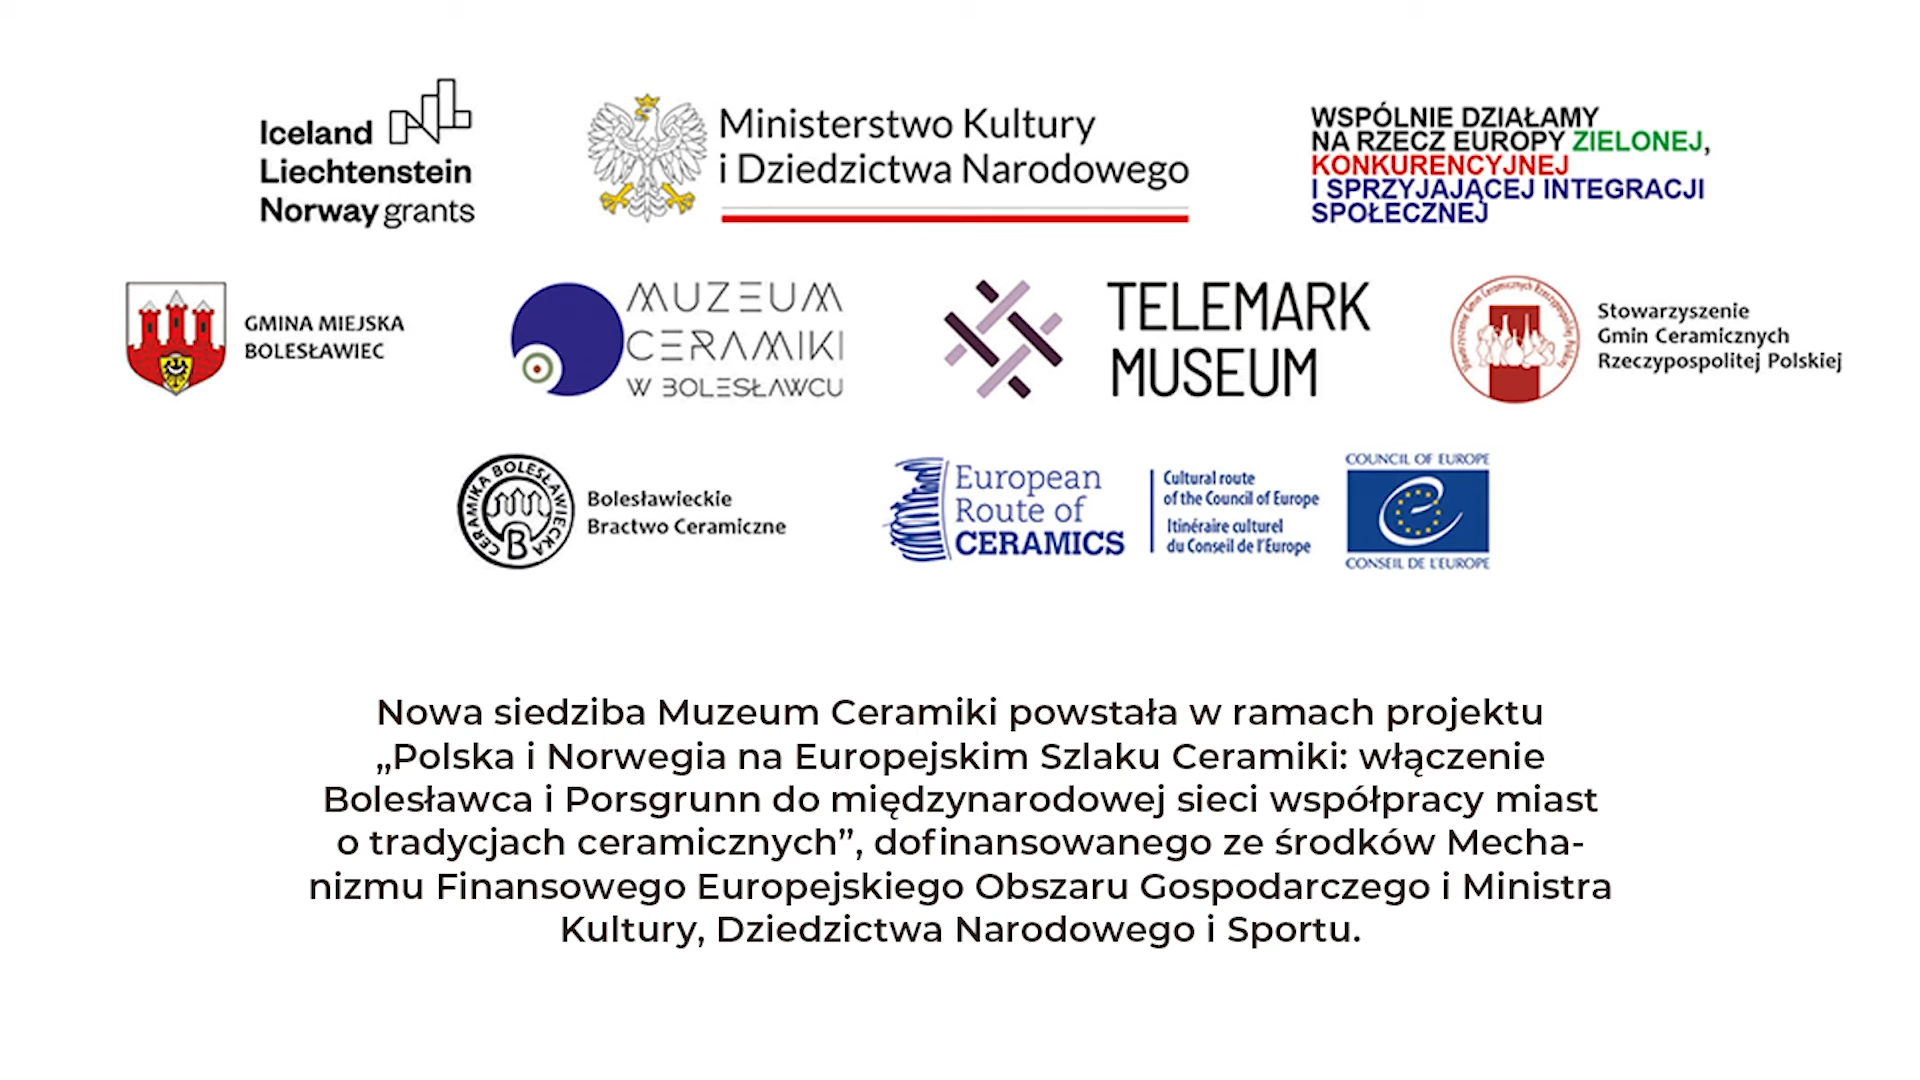 Iceland
Liechtenstein
Norway grants
Ministerstwo Kultury
i Dziedzictwa Narodowego
WSPÓLNIE DZIAŁAMY
NA RZECZ EUROPY ZIELONEJ,
KONKURENCYJNEJ
I SPRZYJAJĄCEJ INTEGRACJI
SPOŁECZNEJ
GMINA MIEJSKA
BOLESŁAWIEC
MUZEUM
CERAMIKI
W BOLESŁAWCU
TELEMARK
MUSEUM
Stowarzyszenie Gmin Ceramicznych Rzeczypospolitej Polskiej
Stowarzyszenie
Gmin Ceramicznych
Rzeczypospolitej Polskiej
CERAMIKA BOLESŁAWIECKA
B
Bolesławieckie
Bractwo Ceramiczne
European
Route of
CERAMICS
Cultural route
of the Council of Europe
Itinéraire culturel
du Conseil de l'Europe
COUNCIL OF EUROPE
CONSEIL DE L'EUROPE
Nowa siedziba Muzeum Ceramiki powstała w ramach projektu
„Polska i Norwegia na Europejskim Szlaku Ceramiki: włączenie
Bolesławca i Porsgrunn do międzynarodowej sieci współpracy miast
o tradycjach ceramicznych”, dofinansowanego ze środków Mecha-
nizmu Finansowego Europejskiego Obszaru Gospodarczego i Ministra
Kultury, Dziedzictwa Narodowego i Sportu.